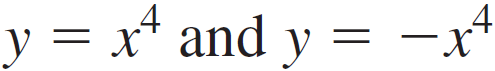 y = x⁴ and y = −x⁴